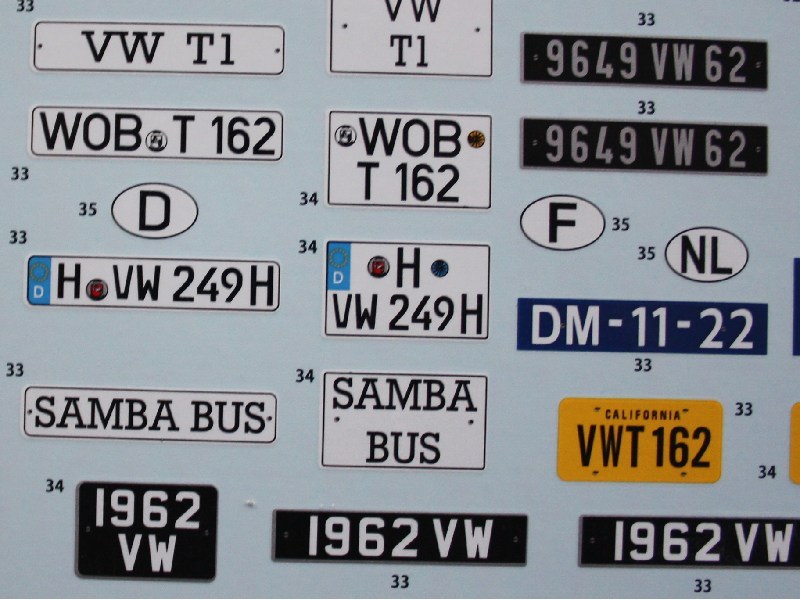 33
VW T1
VW
T1
33
9649 VW 62
WOB T 162
33
WOB
T 162
34
33
9649 VW 62
35
D
F
35
35
NL
33
D
H VW 249 H
34
D
H
VW 249 H
DM-11-22
33
33
SAMBA BUS
34
SAMBA
BUS
CALIFORNIA
VWT 162
33
34
34
1962
VW
1962 VW
33
1962 VW
33